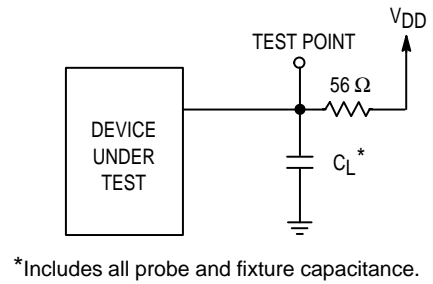 VDD
TEST POINT
56 Ω
DEVICE
UNDER
TEST
CL*
*Includes all probe and fixture capacitance.